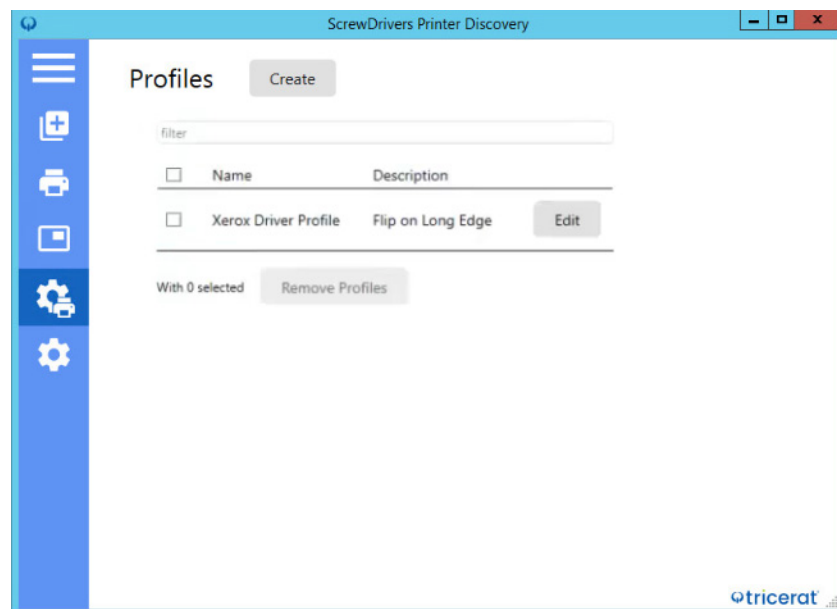 ScrewDrivers Printer Discovery
Profiles Create
filter
Name Description
Xerox Driver Profile Flip on Long Edge Edit
With 0 selected Remove Profiles
tricerat